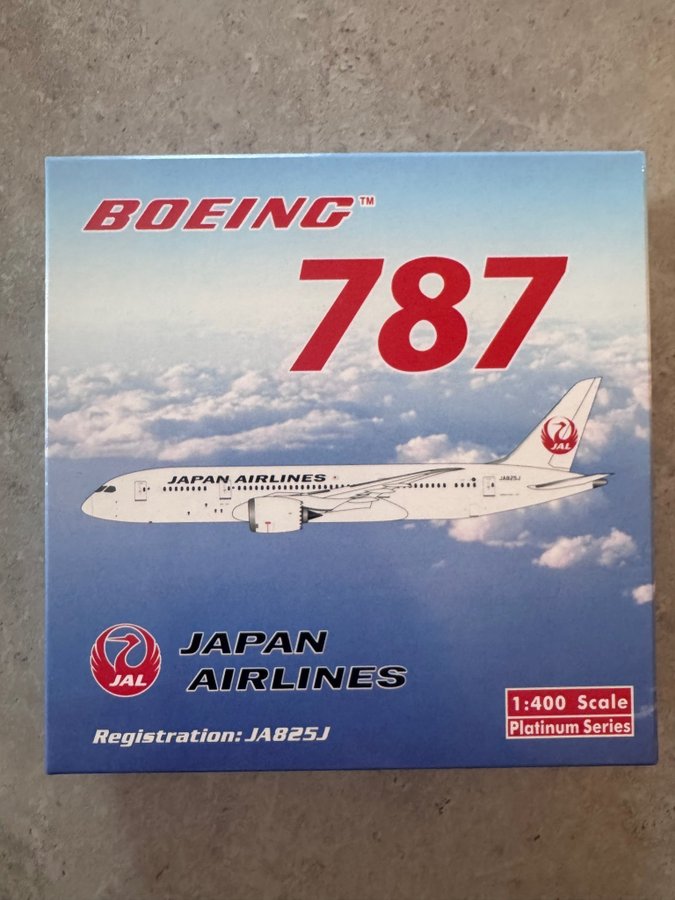 BOEING™
787
JAL
JAPAN AIRLINES
JA825J
JAL
JAPAN
AIRLINES
Registration: JA825J
1:400 Scale
Platinum Series